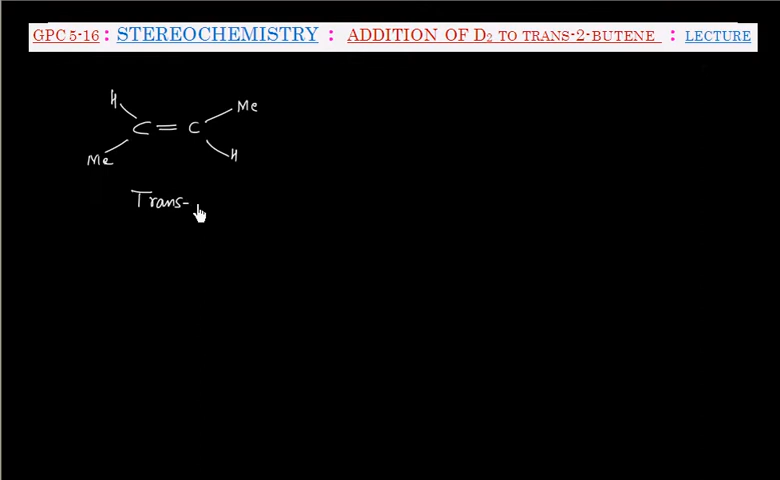 GPC 5-16 : STEREOCHEMISTRY : ADDITION OF D₂ TO TRANS-2-BUTENE : LECTURE
H Me
C = C
Me H
Trans-